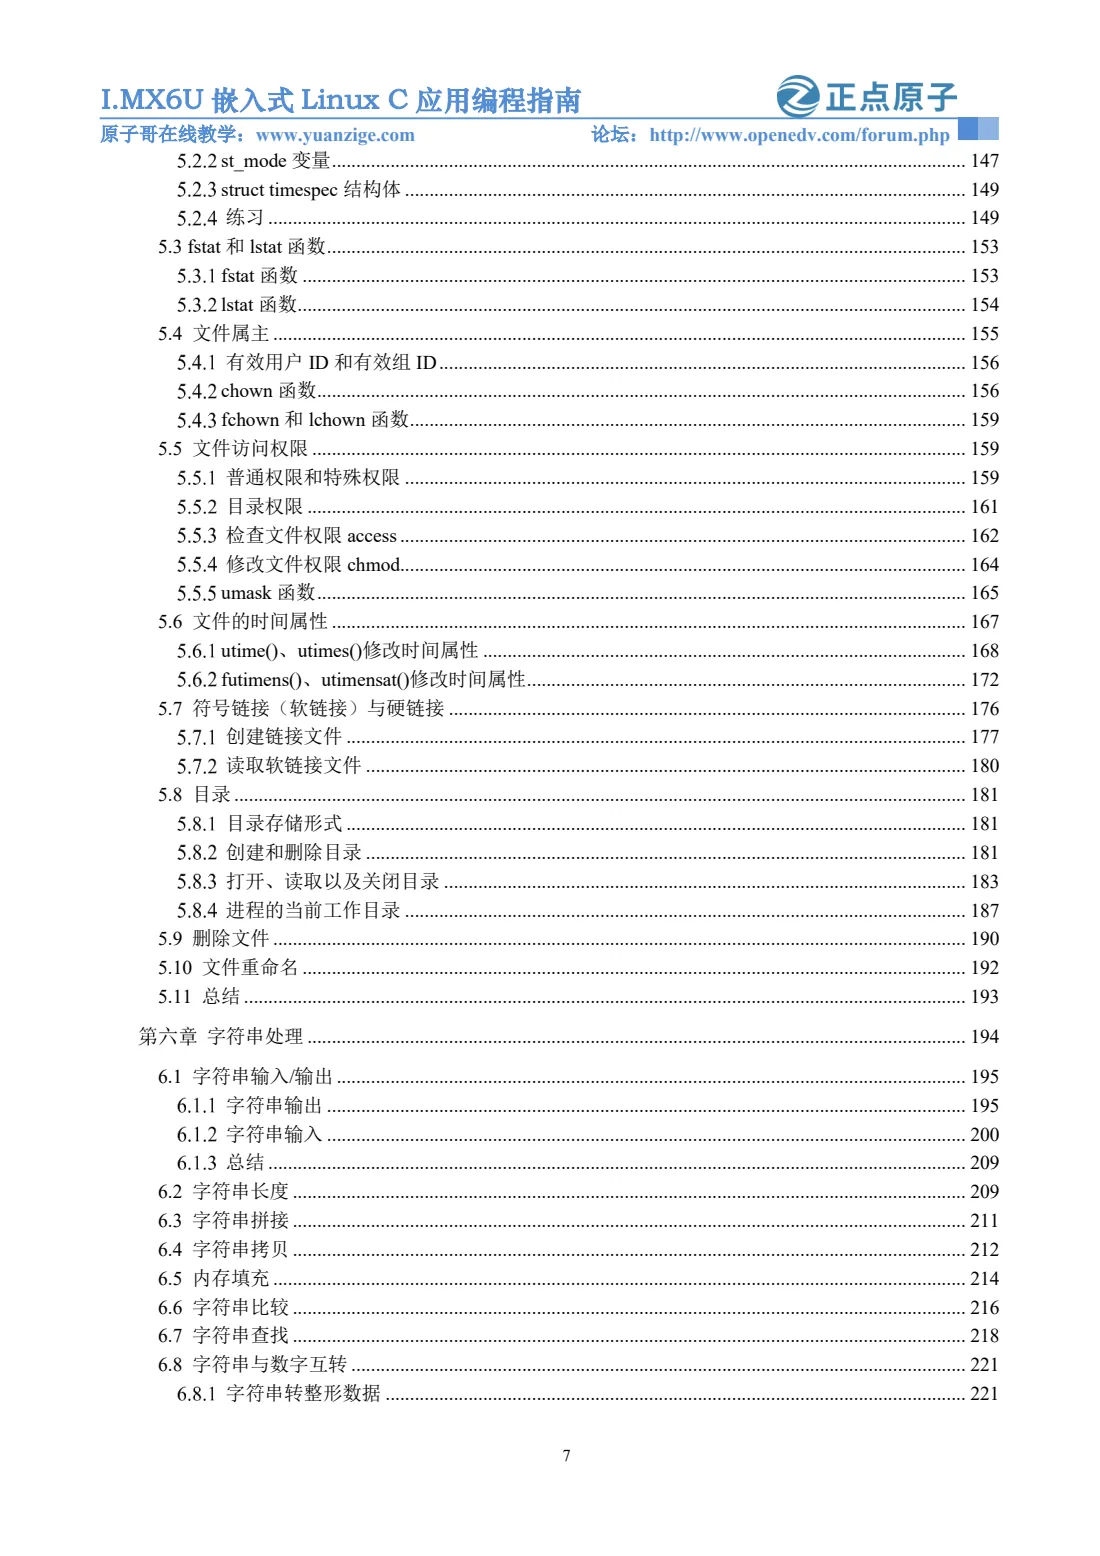 I.MX6U 嵌入式 Linux C 应用编程指南
正点原子
原子哥在线教学：www.yuanzige.com 论坛：http://www.openedv.com/forum.php
5.2.2 st_mode 变量 147
5.2.3 struct timespec 结构体 149
5.2.4 练习 149
5.3 fstat 和 lstat 函数 153
5.3.1 fstat 函数 153
5.3.2 lstat 函数 154
5.4 文件属主 155
5.4.1 有效用户 ID 和有效组 ID 156
5.4.2 chown 函数 156
5.4.3 fchown 和 lchown 函数 159
5.5 文件访问权限 159
5.5.1 普通权限和特殊权限 159
5.5.2 目录权限 161
5.5.3 检查文件权限 access 162
5.5.4 修改文件权限 chmod 164
5.5.5 umask 函数 165
5.6 文件的时间属性 167
5.6.1 utime()、utimes()修改时间属性 168
5.6.2 futimens()、utimensat()修改时间属性 172
5.7 符号链接（软链接）与硬链接 176
5.7.1 创建链接文件 177
5.7.2 读取软链接文件 180
5.8 目录 181
5.8.1 目录存储形式 181
5.8.2 创建和删除目录 181
5.8.3 打开、读取以及关闭目录 183
5.8.4 进程的当前工作目录 187
5.9 删除文件 190
5.10 文件重命名 192
5.11 总结 193
第六章 字符串处理 194
6.1 字符串输入/输出 195
6.1.1 字符串输出 195
6.1.2 字符串输入 200
6.1.3 总结 209
6.2 字符串长度 209
6.3 字符串拼接 211
6.4 字符串拷贝 212
6.5 内存填充 214
6.6 字符串比较 216
6.7 字符串查找 218
6.8 字符串与数字互转 221
6.8.1 字符串转整形数据 221
7